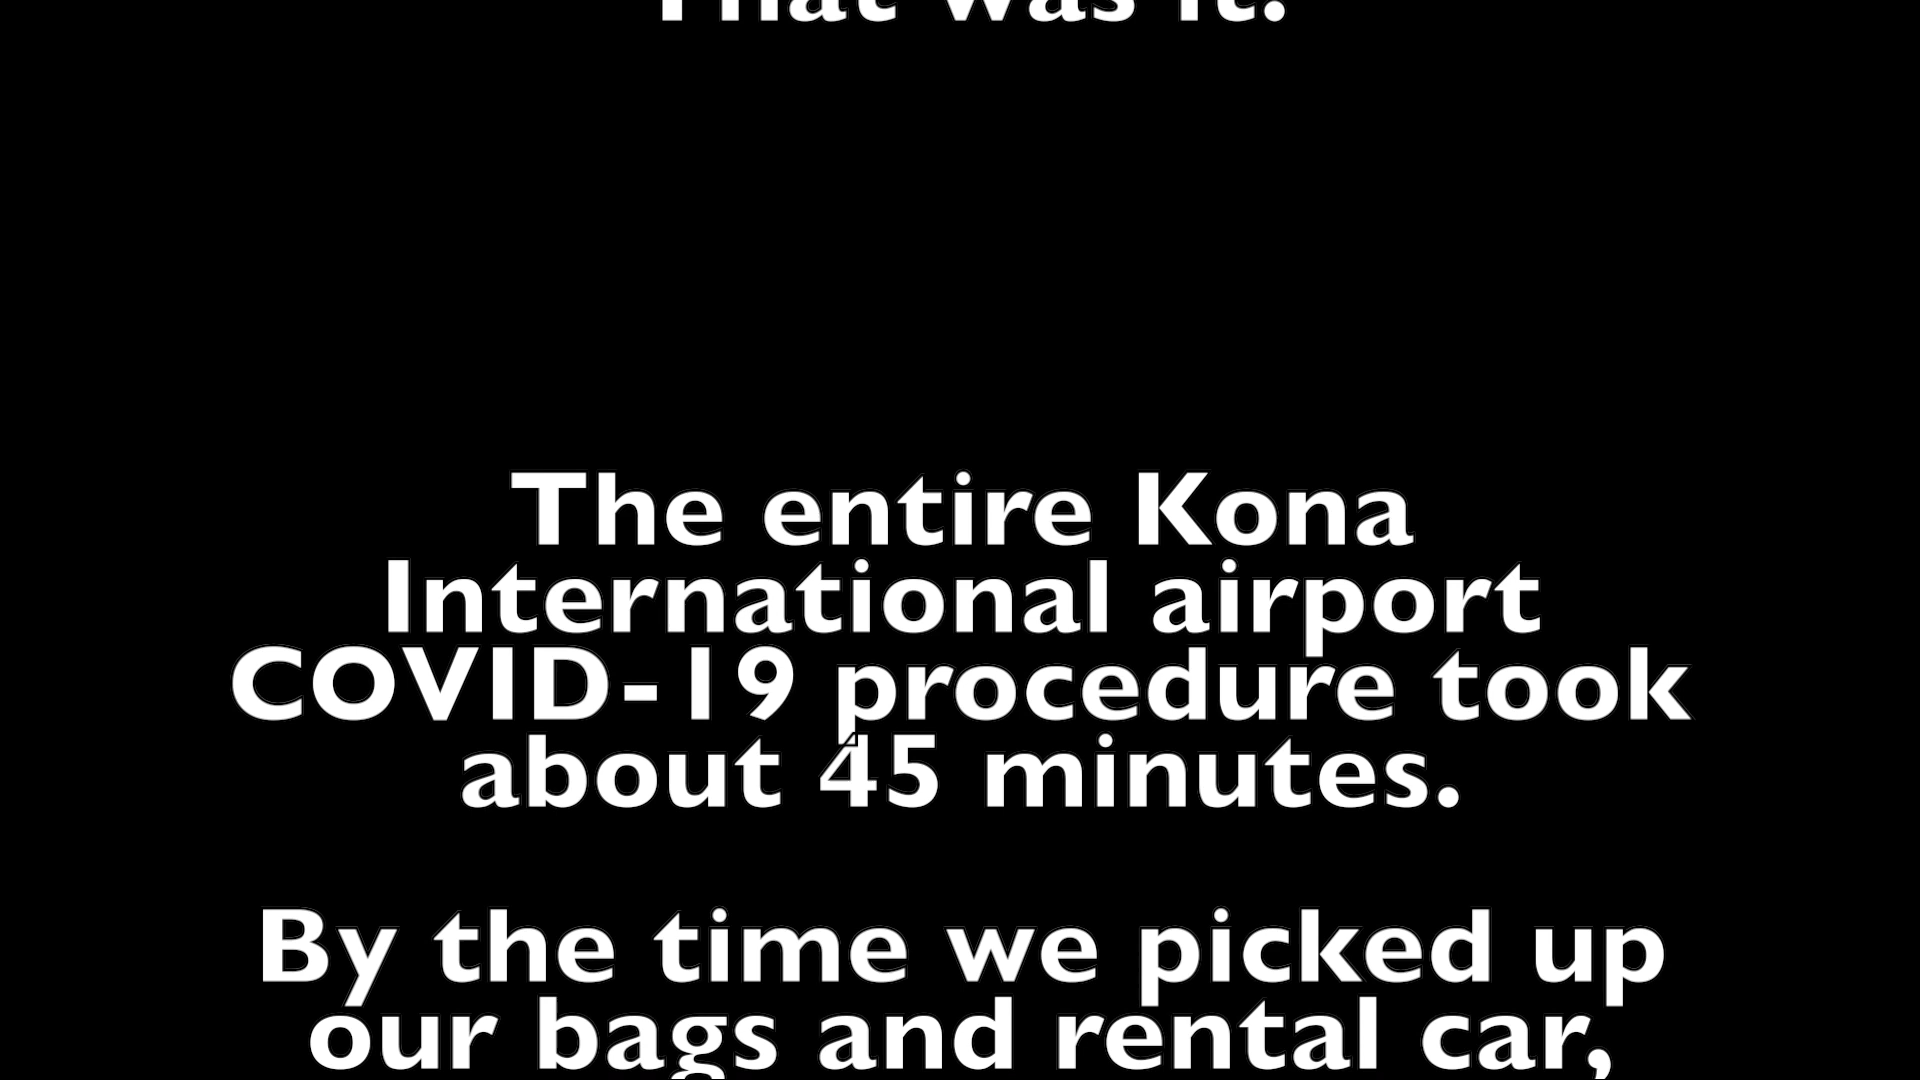 That was it.
The entire Kona
International airport
COVID-19 procedure took
about 45 minutes.
By the time we picked up
our bags and rental car,